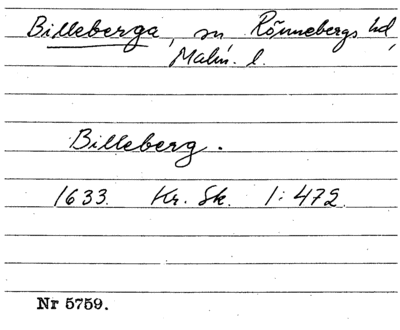 Billeberga, sn Rönnebergs hd,
Malm. l.
Billeberg.
1633. Kr. Sk. 1:472.
Nr 5759.